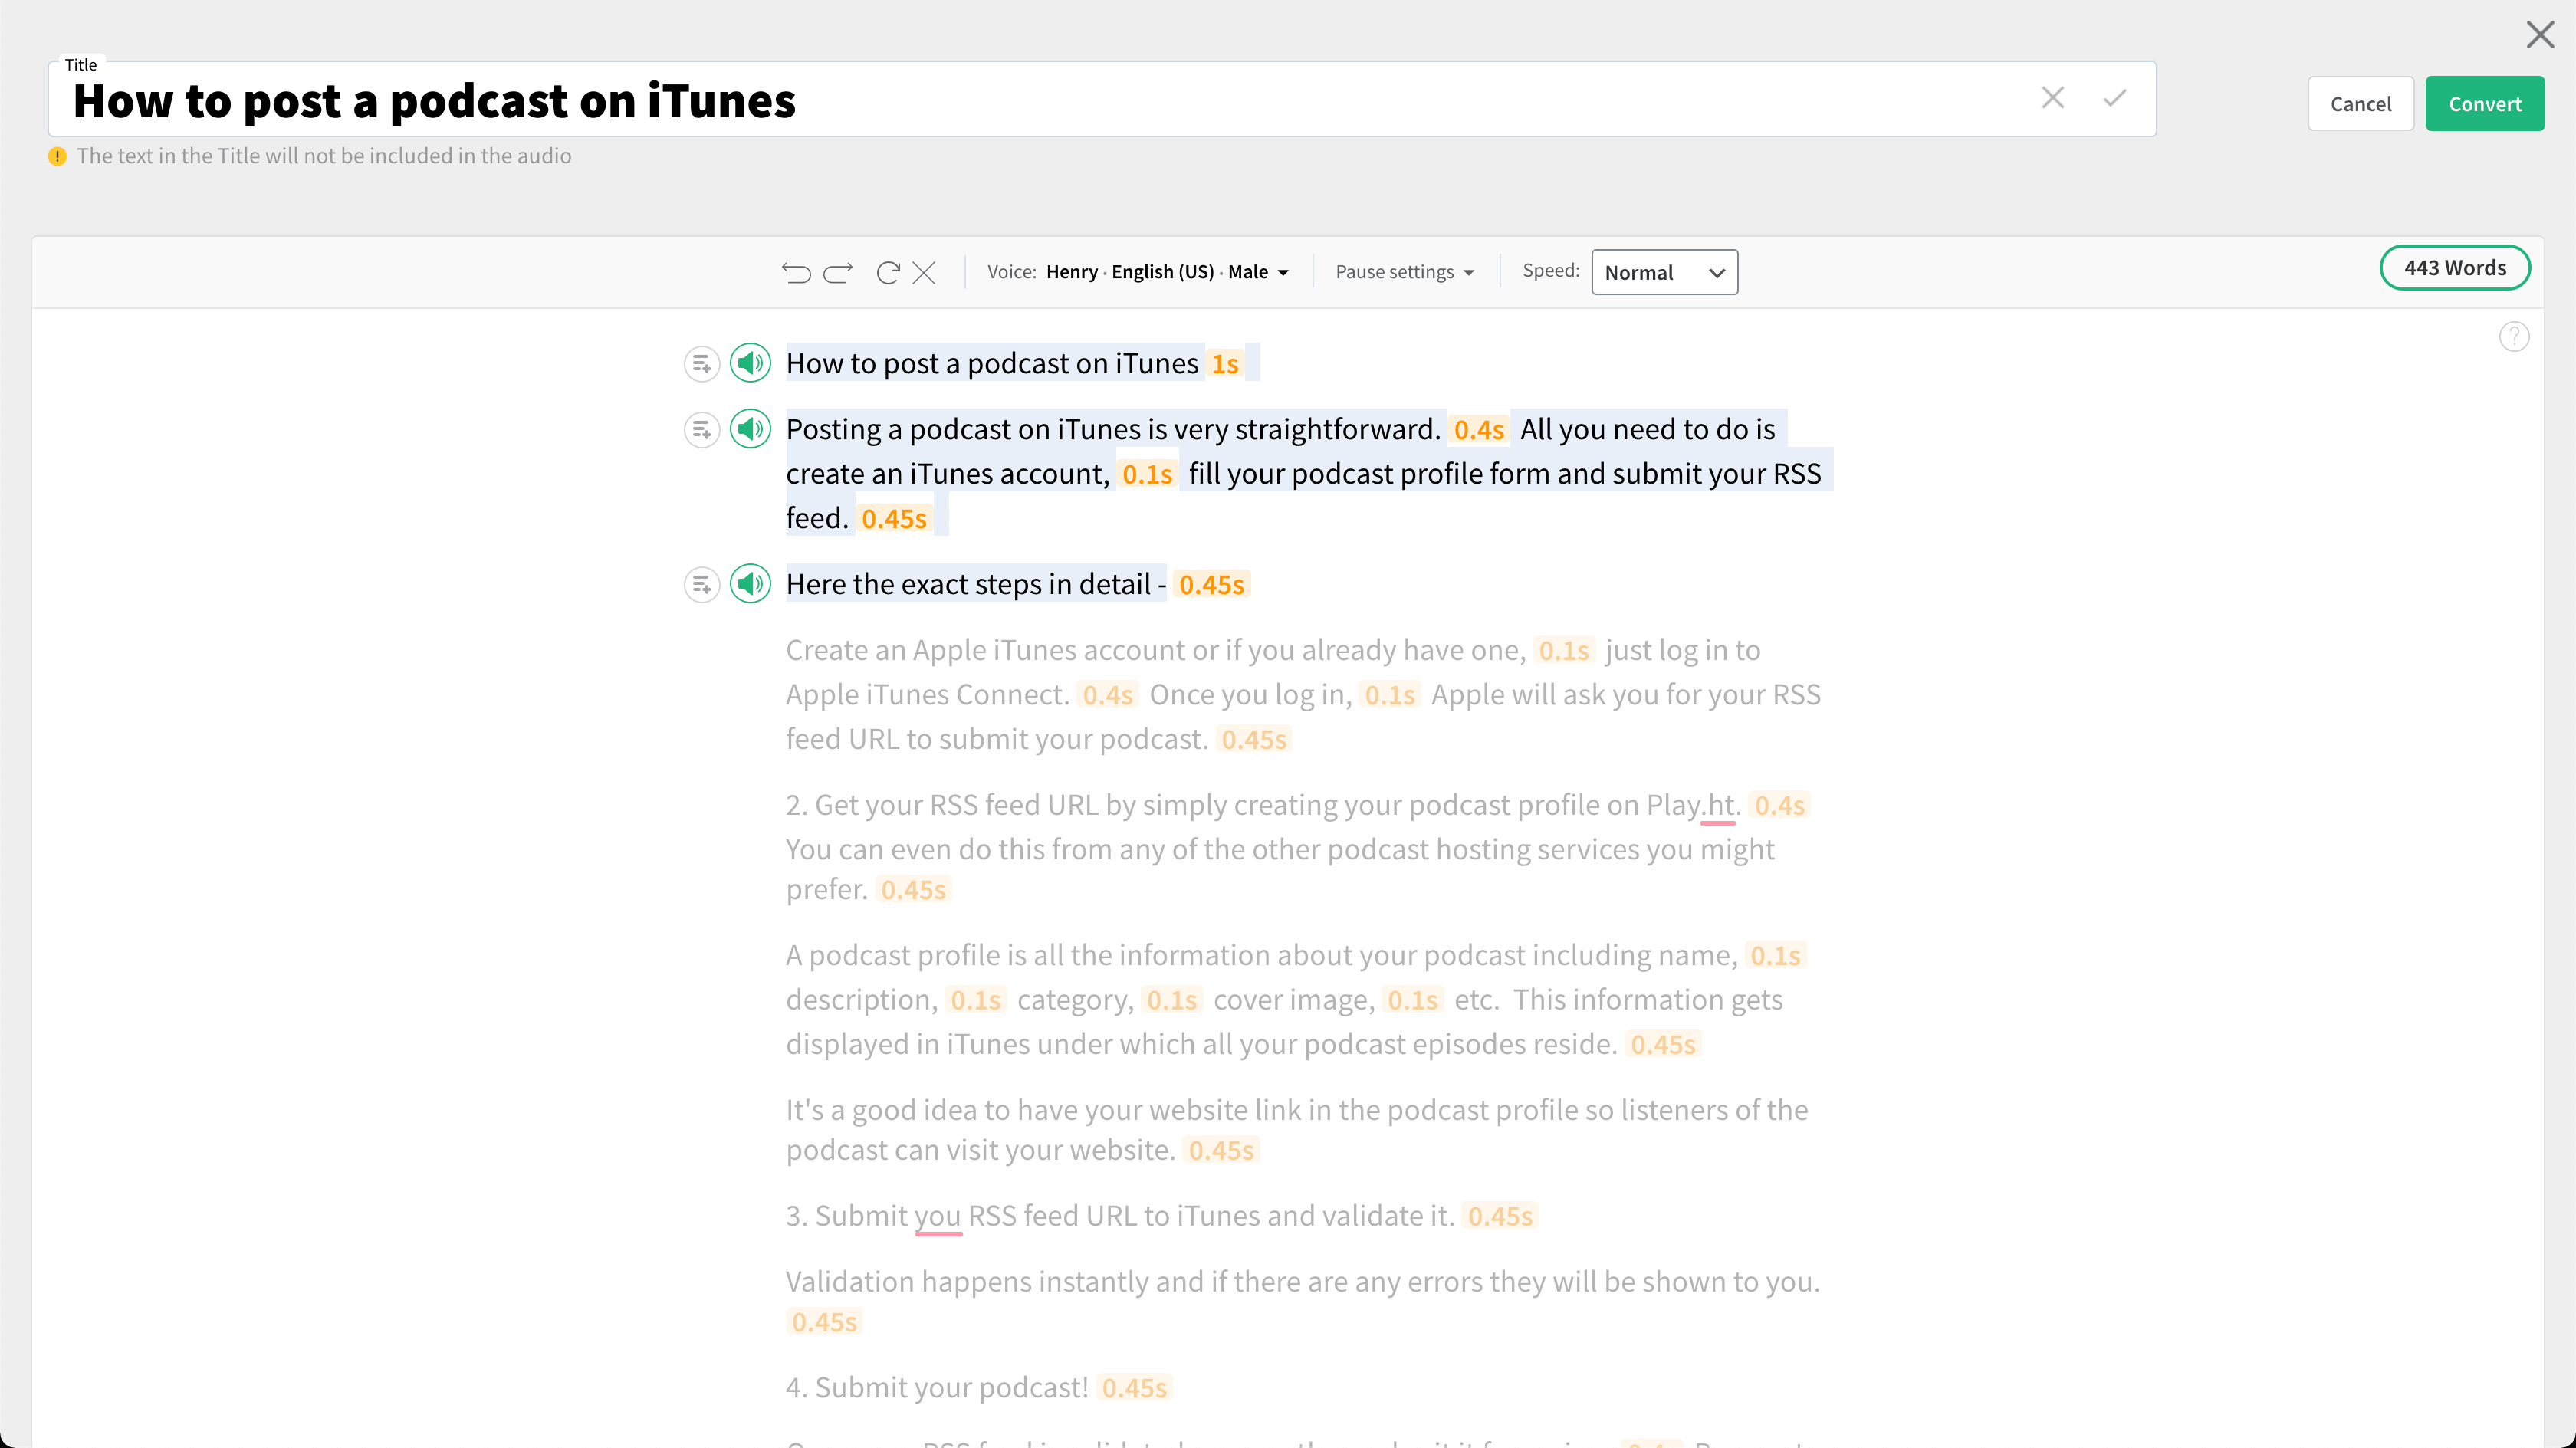 Title
How to post a podcast on iTunes
Cancel
Convert
! The text in the Title will not be included in the audio
Voice: Henry · English (US) · Male
Pause settings
Speed: Normal
443 Words
?
How to post a podcast on iTunes 1s
Posting a podcast on iTunes is very straightforward. 0.4s All you need to do is
create an iTunes account, 0.1s fill your podcast profile form and submit your RSS
feed. 0.45s
Here the exact steps in detail - 0.45s
Create an Apple iTunes account or if you already have one, 0.1s just log in to
Apple iTunes Connect. 0.4s Once you log in, 0.1s Apple will ask you for your RSS
feed URL to submit your podcast. 0.45s
2. Get your RSS feed URL by simply creating your podcast profile on Play.ht. 0.4s
You can even do this from any of the other podcast hosting services you might
prefer. 0.45s
A podcast profile is all the information about your podcast including name, 0.1s
description, 0.1s category, 0.1s cover image, 0.1s etc. This information gets
displayed in iTunes under which all your podcast episodes reside. 0.45s
It's a good idea to have your website link in the podcast profile so listeners of the
podcast can visit your website. 0.45s
3. Submit you RSS feed URL to iTunes and validate it. 0.45s
Validation happens instantly and if there are any errors they will be shown to you.
0.45s
4. Submit your podcast! 0.45s